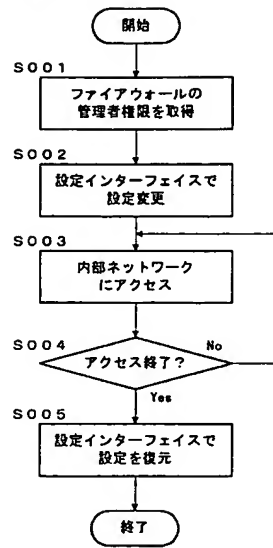 開始
S001
ファイアウォールの
管理者権限を取得
S002
設定インターフェイスで
設定変更
S003
内部ネットワーク
にアクセス
S004
アクセス終了?
No
Yes
S005
設定インターフェイスで
設定を復元
終了